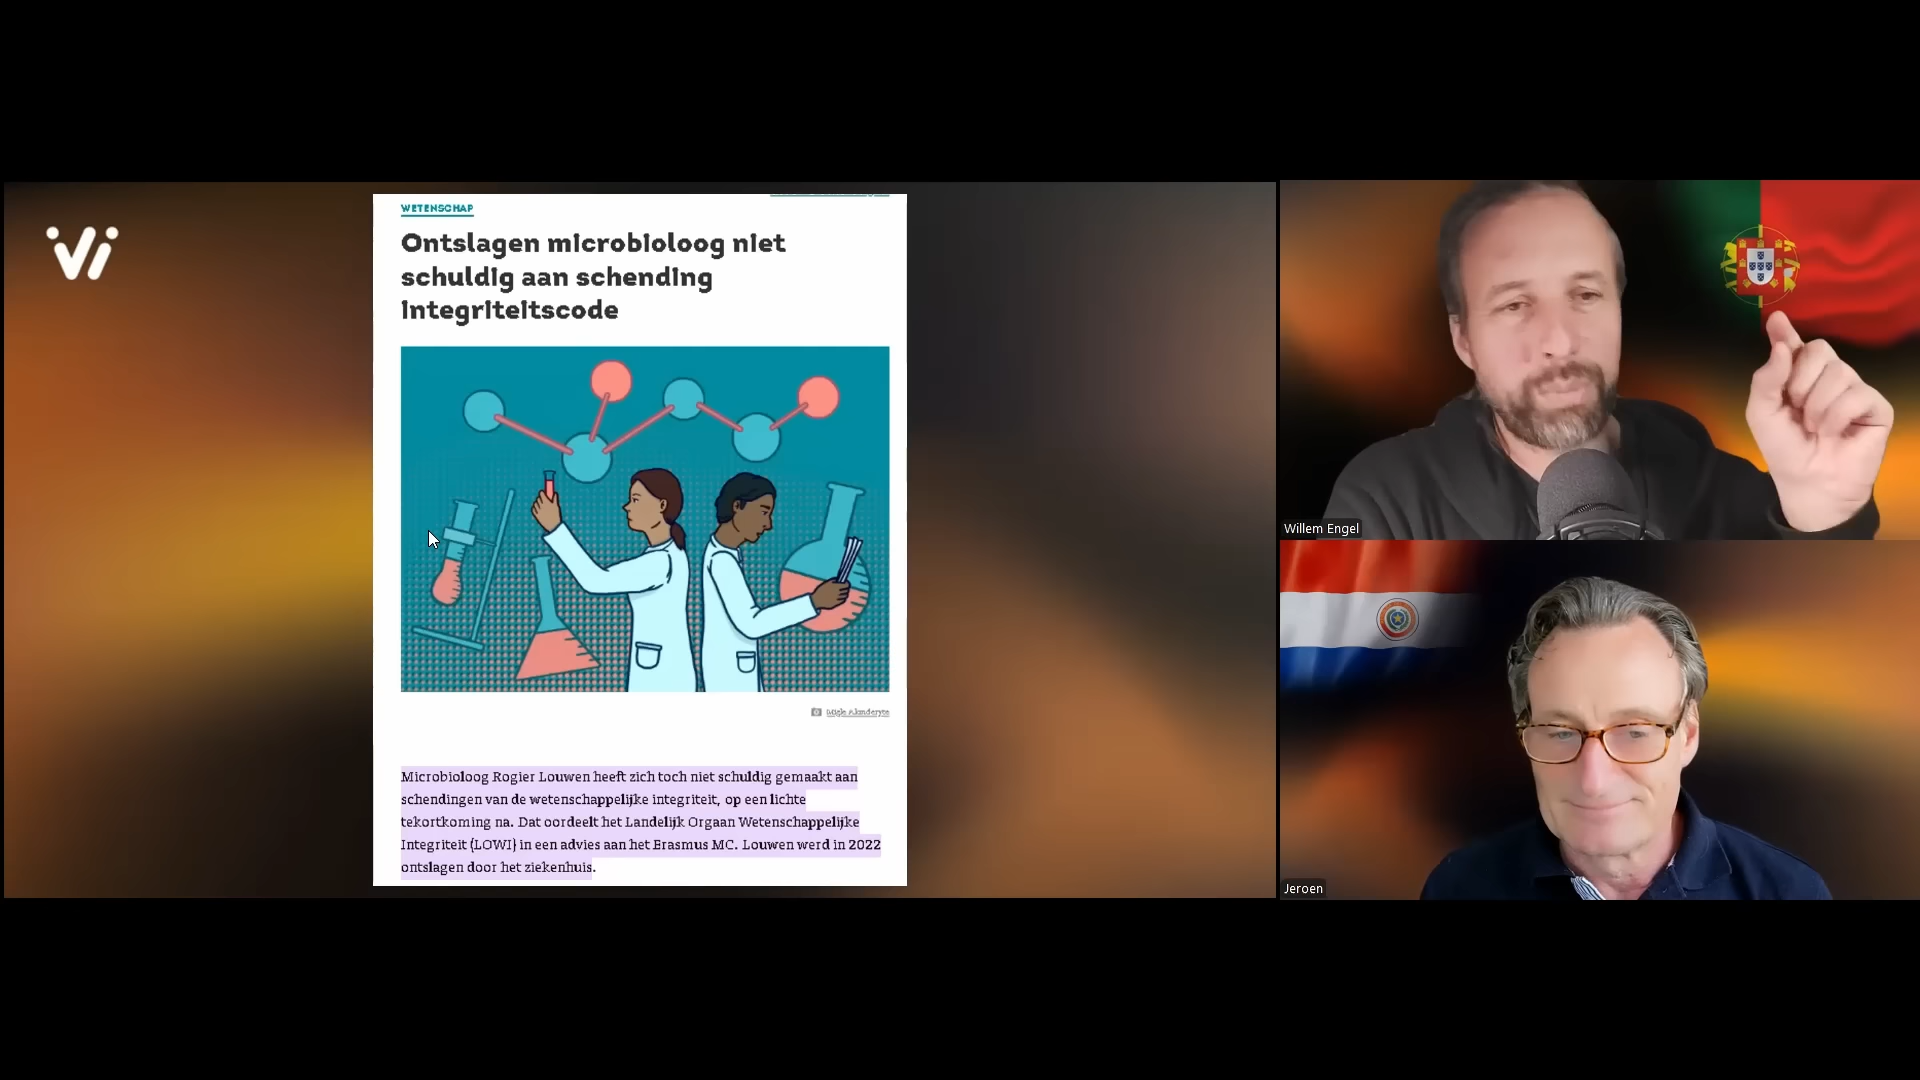 Vi
WETENSCHAP
Ontslagen microbioloog niet
schuldig aan schending
integriteitscode
Microbioloog Rogier Louwen heeft zich toch niet schuldig gemaakt aan
schendingen van de wetenschappelijke integriteit, op een lichte
tekortkoming na. Dat oordeelt het Landelijk Orgaan Wetenschappelijke
Integriteit (LOWI) in een advies aan het Erasmus MC. Louwen werd in 2022
ontslagen door het ziekenhuis.
Willem Engel
Jeroen